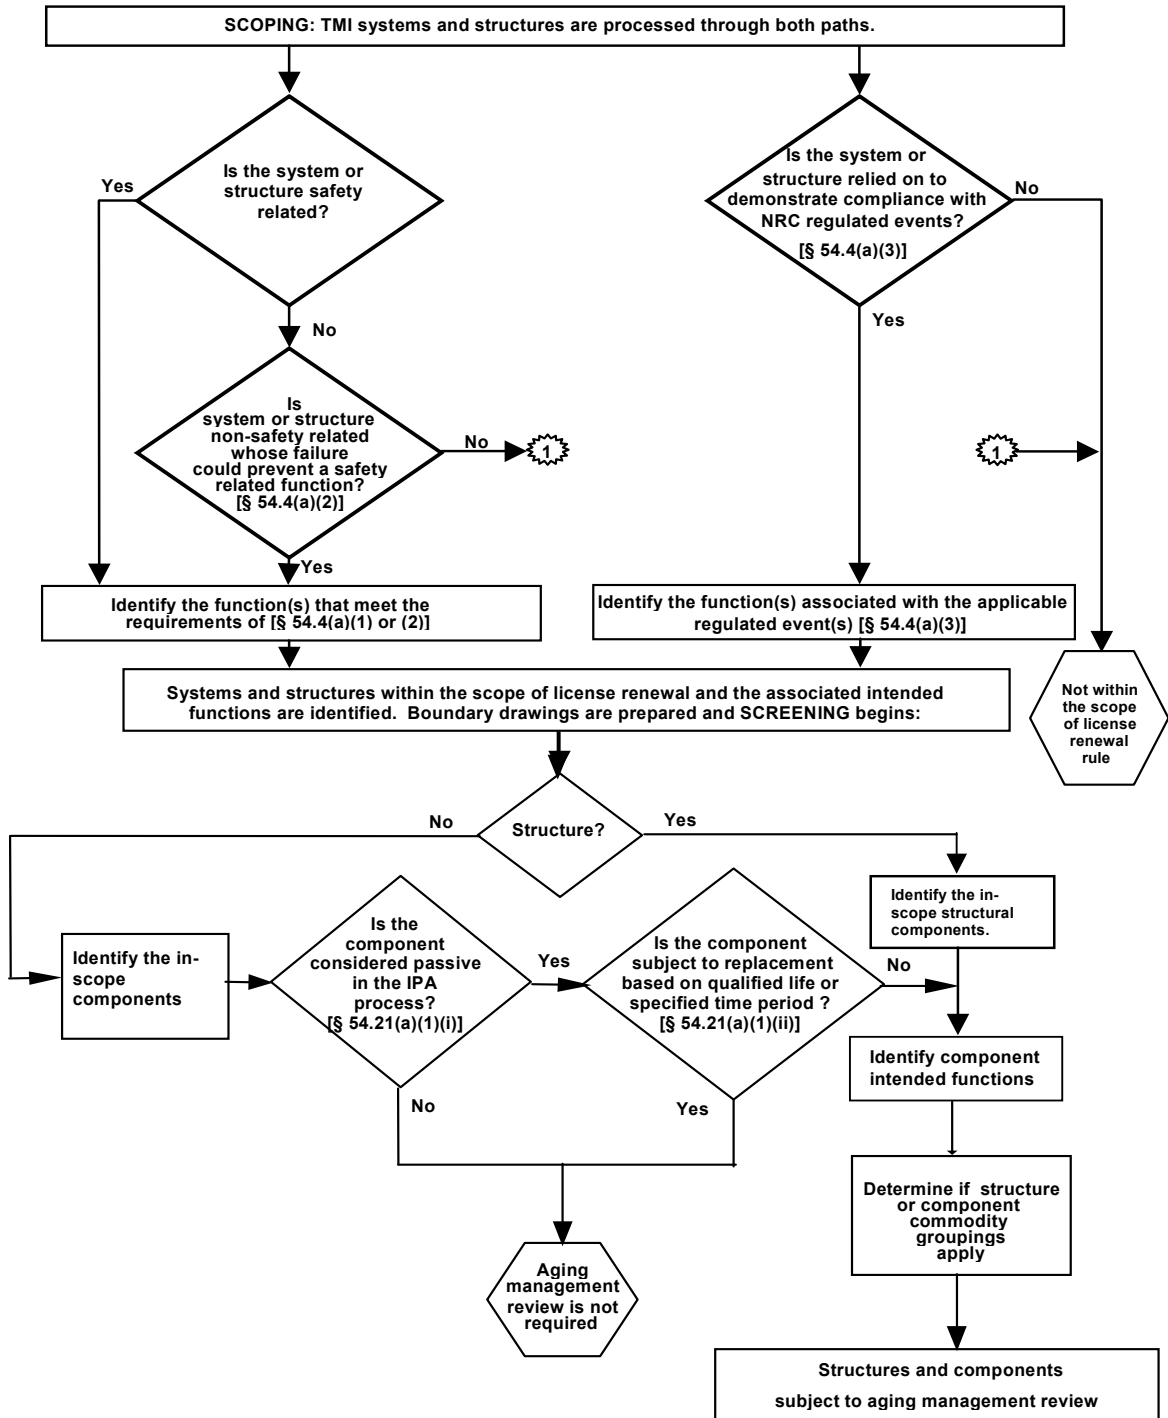 SCOPING: TMI systems and structures are processed through both paths.
Is the system or
structure safety
related?
Yes
No
Is the system or
structure relied on to
demonstrate compliance with
NRC regulated events?
[§ 54.4(a)(3)]
No
Yes
Is
system or structure
non-safety related
whose failure
could prevent a safety
related function?
[§ 54.4(a)(2)]
No
1
1
Yes
Identify the function(s) that meet the
requirements of [§ 54.4(a)(1) or (2)]
Identify the function(s) associated with the applicable
regulated event(s) [§ 54.4(a)(3)]
Not within
the scope
of license
renewal
rule
Systems and structures within the scope of license renewal and the associated intended
functions are identified. Boundary drawings are prepared and SCREENING begins:
Structure?
No
Yes
Identify the in-
scope structural
components.
Identify the in-
scope
components
Is the
component
considered passive
in the IPA
process?
[§ 54.21(a)(1)(i)]
Yes
Is the component
subject to replacement
based on qualified life or
specified time period ?
[§ 54.21(a)(1)(ii)]
No
No
Yes
Identify component
intended functions
Determine if structure
or component
commodity
groupings
apply
Aging
management
review is not
required
Structures and components
subject to aging management review